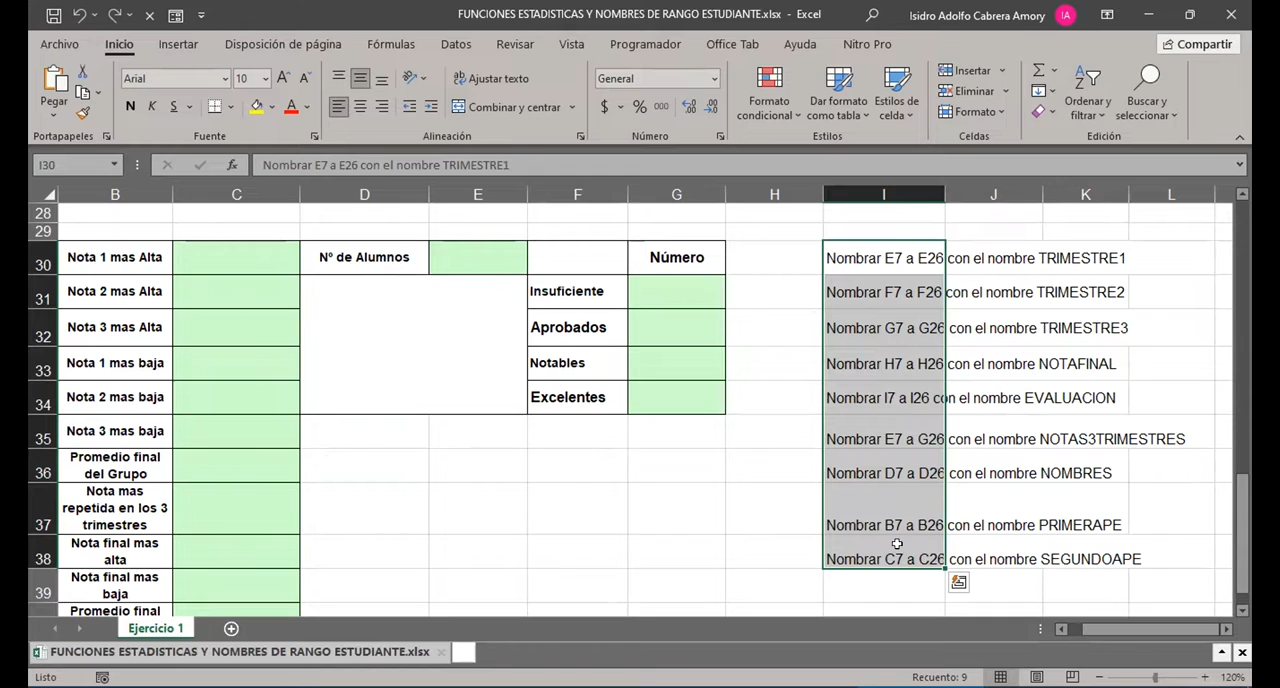 FUNCIONES ESTADISTICAS Y NOMBRES DE RANGO ESTUDIANTE.xlsx - Excel
Isidro Adolfo Cabrera Amory
IA
Archivo Inicio Insertar Disposición de página Fórmulas Datos Revisar Vista Programador Office Tab Ayuda Nitro Pro
Compartir
Pegar
Portapapeles
Arial 10
N K S
Fuente
Ajustar texto
Combinar y centrar
Alineación
General
$ % 000
Número
Formato condicional
Dar formato como tabla
Estilos de celda
Estilos
Insertar
Eliminar
Formato
Celdas
Ordenar y filtrar
Buscar y seleccionar
Edición
I30
fx
Nombrar E7 a E26 con el nombre TRIMESTRE1
B C D E F G H I J K L
28
29
30 Nota 1 mas Alta Nº de Alumnos Número Nombrar E7 a E26 con el nombre TRIMESTRE1
31 Nota 2 mas Alta Insuficiente Nombrar F7 a F26 con el nombre TRIMESTRE2
32 Nota 3 mas Alta Aprobados Nombrar G7 a G26 con el nombre TRIMESTRE3
33 Nota 1 mas baja Notables Nombrar H7 a H26 con el nombre NOTAFINAL
34 Nota 2 mas baja Excelentes Nombrar I7 a I26 con el nombre EVALUACION
35 Nota 3 mas baja Nombrar E7 a G26 con el nombre NOTAS3TRIMESTRES
36 Promedio final del Grupo Nombrar D7 a D26 con el nombre NOMBRES
37 Nota mas repetida en los 3 trimestres Nombrar B7 a B26 con el nombre PRIMERAPE
38 Nota final mas alta Nombrar C7 a C26 con el nombre SEGUNDOAPE
39 Nota final mas baja
Promedio final
Ejercicio 1
FUNCIONES ESTADISTICAS Y NOMBRES DE RANGO ESTUDIANTE.xlsx
Listo
Recuento: 9
120%